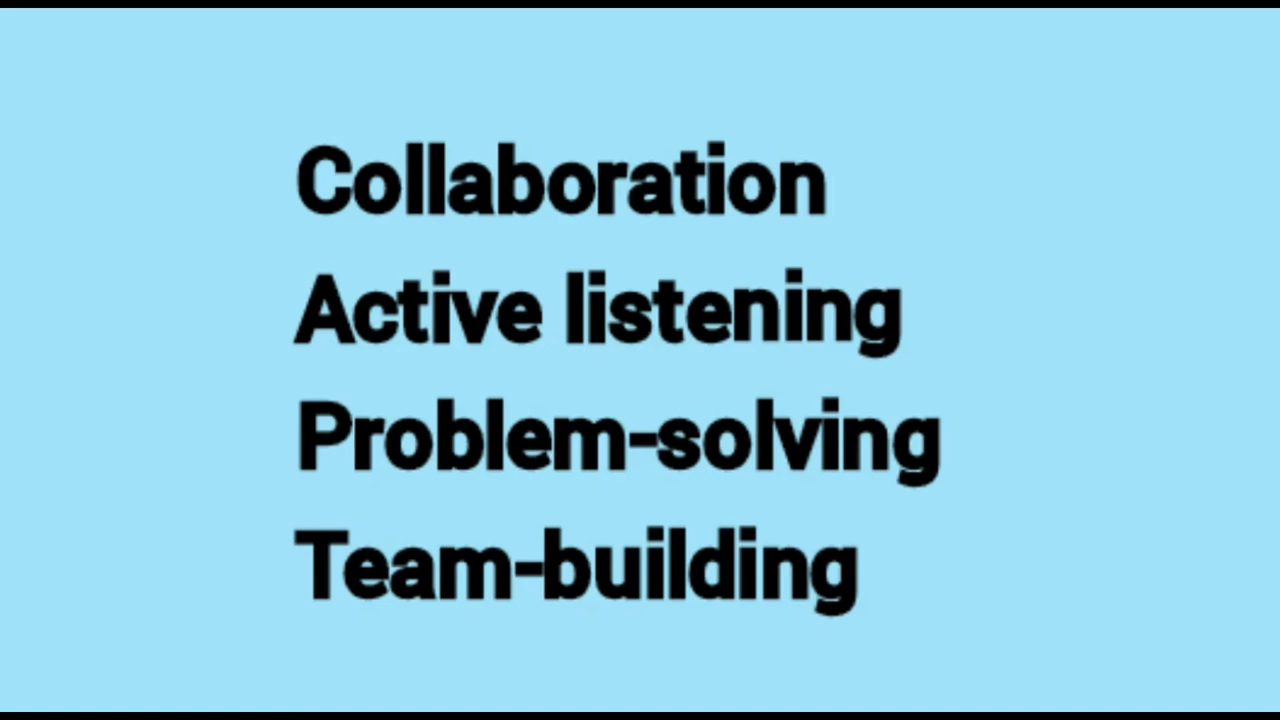 Collaboration
Active listening
Problem-solving
Team-building